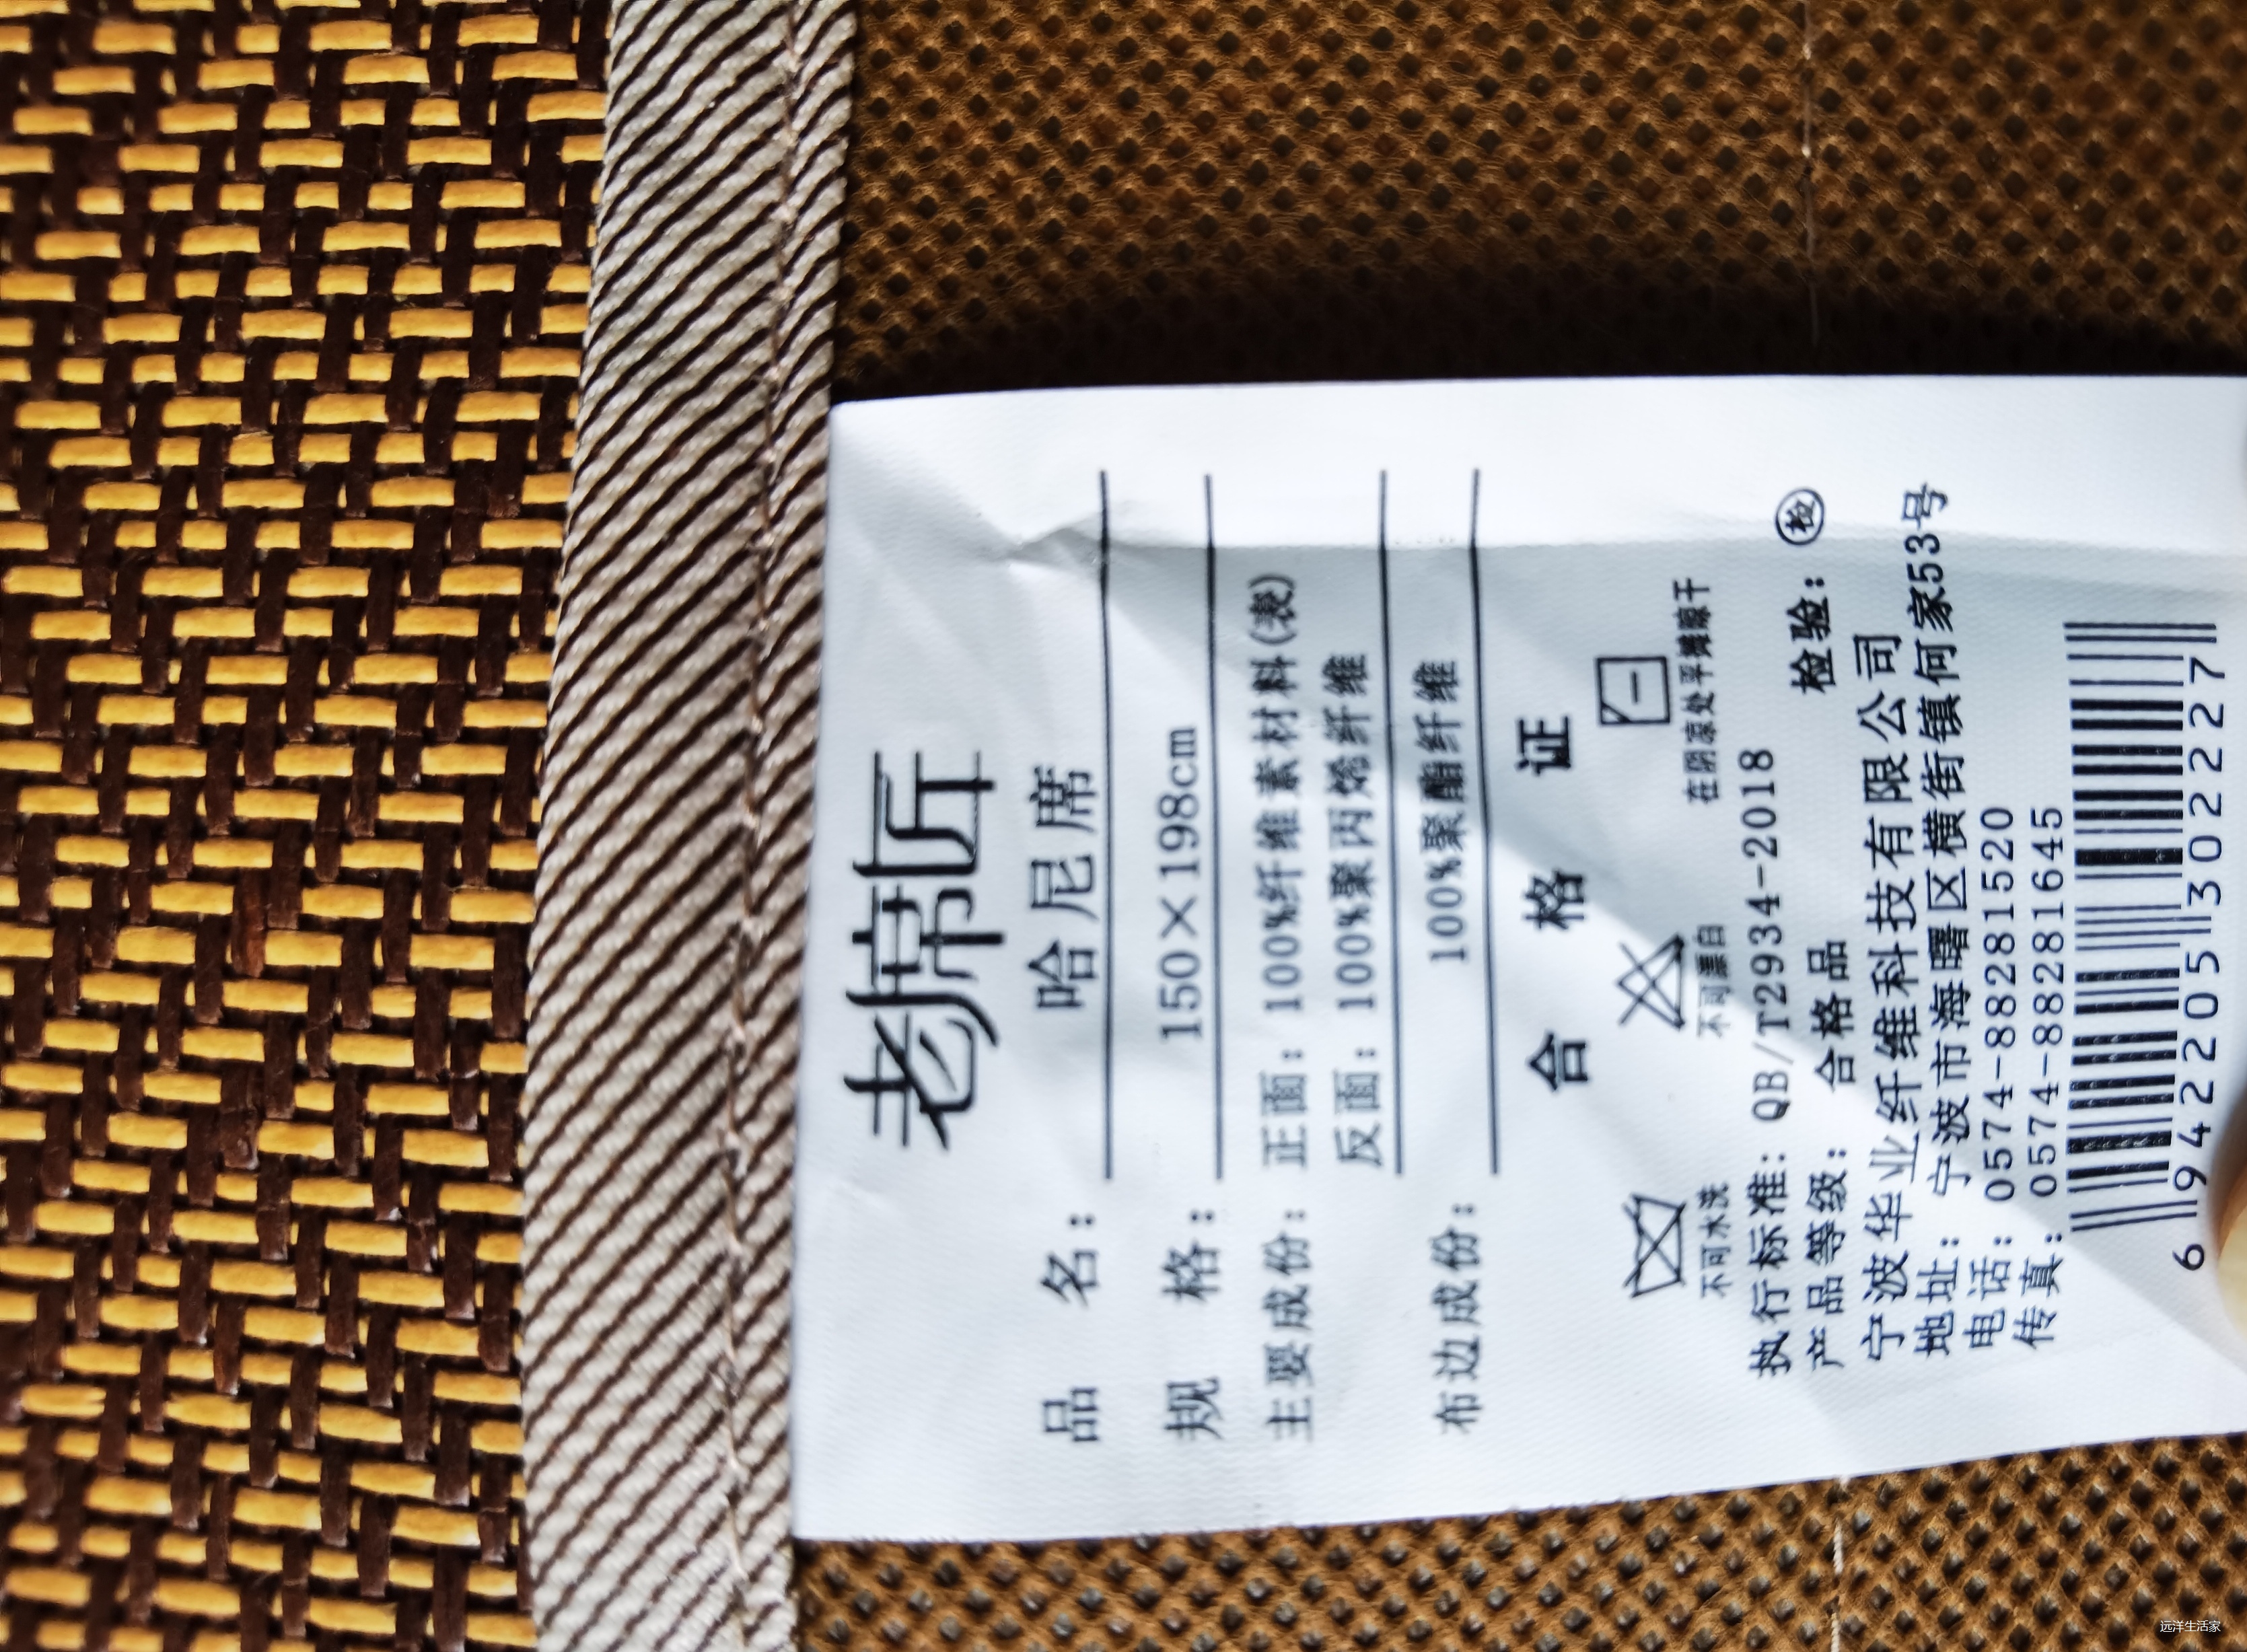 老席匠
品 名：哈尼席
规 格：150×198cm
主要成份：正面：100%纤维素材料(藤)
反面：100%聚丙烯纤维
布边成份：100%聚酯纤维
合 格 证
不可水洗 不可漂白 在阴凉处平摊晾干
执行标准：QB/T2934-2018
产品等级：合格品 检验：检
宁波华业纤维科技有限公司
地址：宁波市海曙区横街镇何家53号
电话：0574-88281520
传真：0574-88281645
6942205302227
远洋生活家